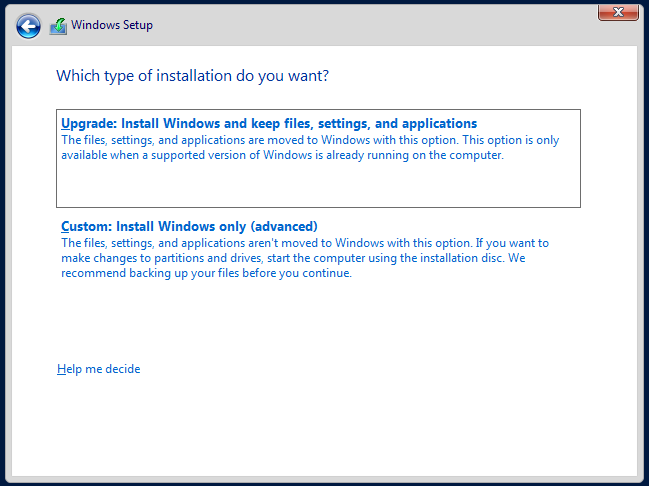 Windows Setup
Which type of installation do you want?
Upgrade: Install Windows and keep files, settings, and applications
The files, settings, and applications are moved to Windows with this option. This option is only
available when a supported version of Windows is already running on the computer.
Custom: Install Windows only (advanced)
The files, settings, and applications aren't moved to Windows with this option. If you want to
make changes to partitions and drives, start the computer using the installation disc. We
recommend backing up your files before you continue.
Help me decide